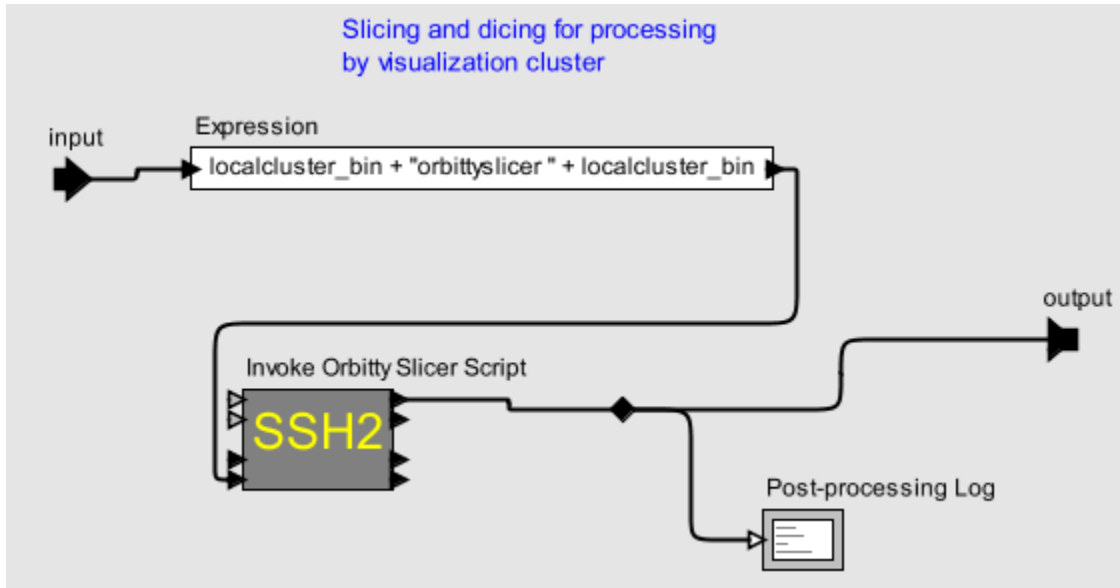 Slicing and dicing for processing
by visualization cluster
Expression
input
localcluster_bin + "orbittyslicer " + localcluster_bin
output
Invoke Orbitty Slicer Script
SSH2
Post-processing Log